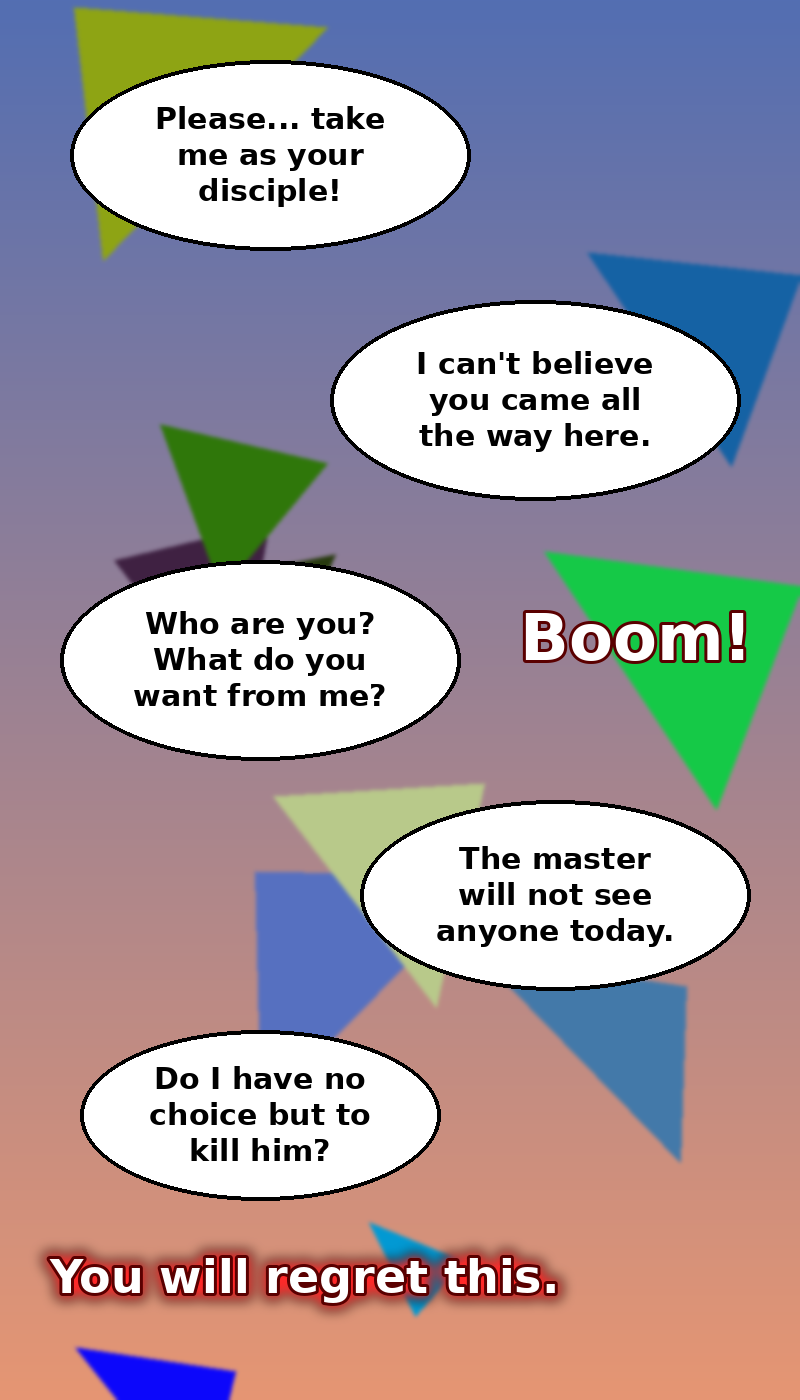 Please... take
me as your
disciple!
I can't believe
you came all
the way here.
Who are you?
What do you
want from me?
Boom!
The master
will not see
anyone today.
Do I have no
choice but to
kill him?
You will regret this.